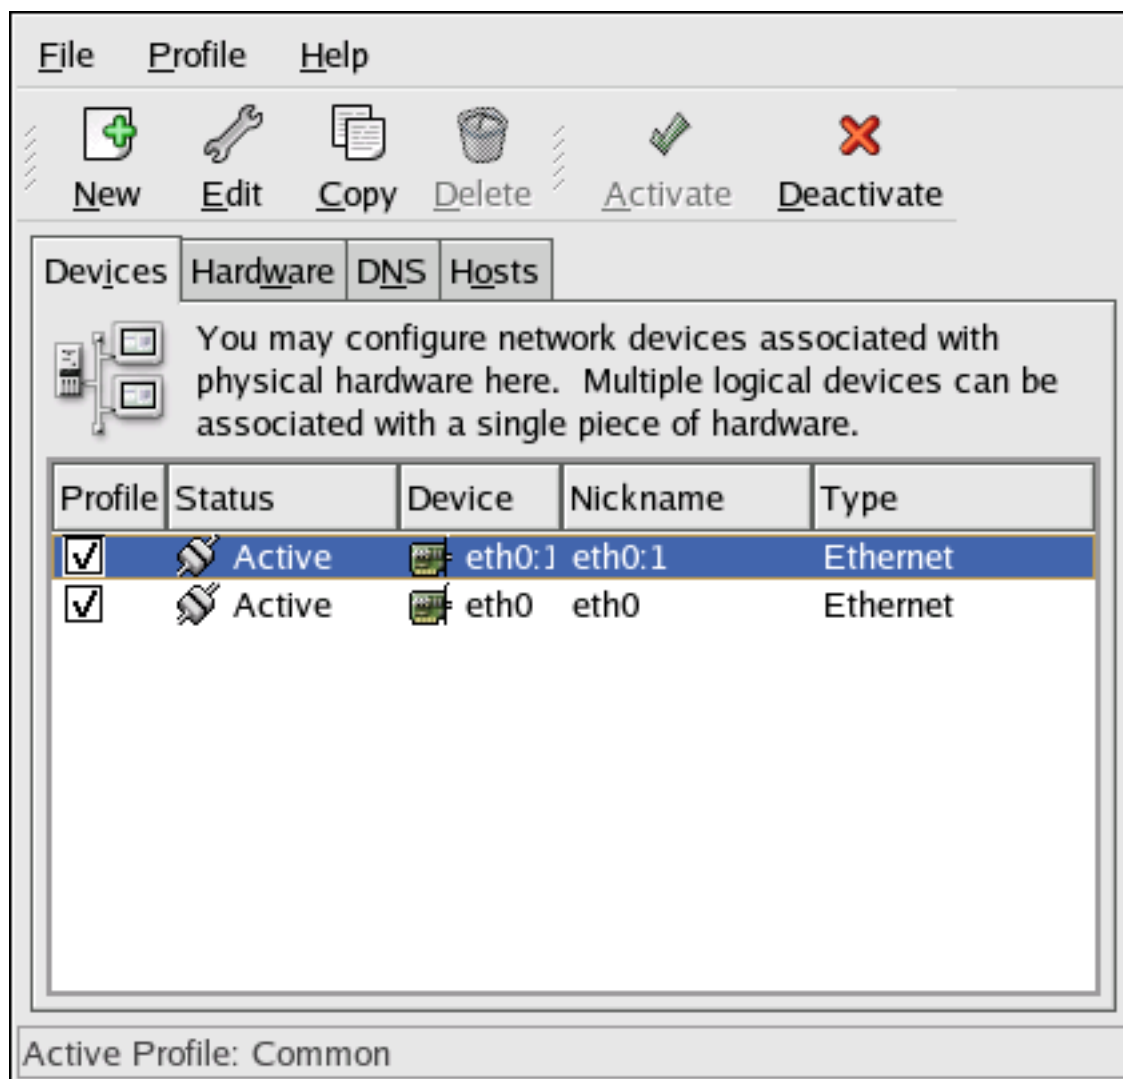 File Profile Help
New Edit Copy Delete Activate Deactivate
Devices Hardware DNS Hosts
You may configure network devices associated with
physical hardware here. Multiple logical devices can be
associated with a single piece of hardware.
Profile Status Device Nickname Type
Active eth0:1 eth0:1 Ethernet
Active eth0 eth0 Ethernet
Active Profile: Common